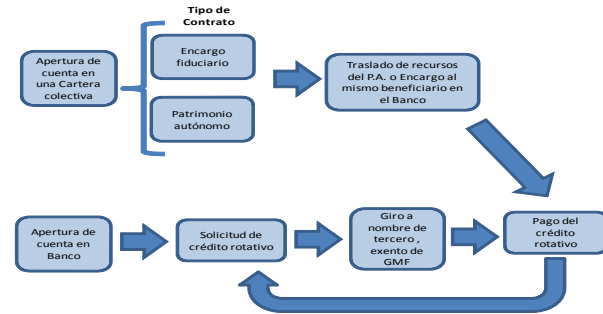 Tipo de
Contrato
Apertura de
cuenta en
una Cartera
colectiva
Encargo
fiduciario
Patrimonio
autónomo
Traslado de recursos
del P.A. o Encargo al
mismo beneficiario en
el Banco
Apertura de
cuenta en
Banco
Solicitud de
crédito rotativo
Giro a
nombre de
tercero ,
exento de
GMF
Pago del
crédito
rotativo